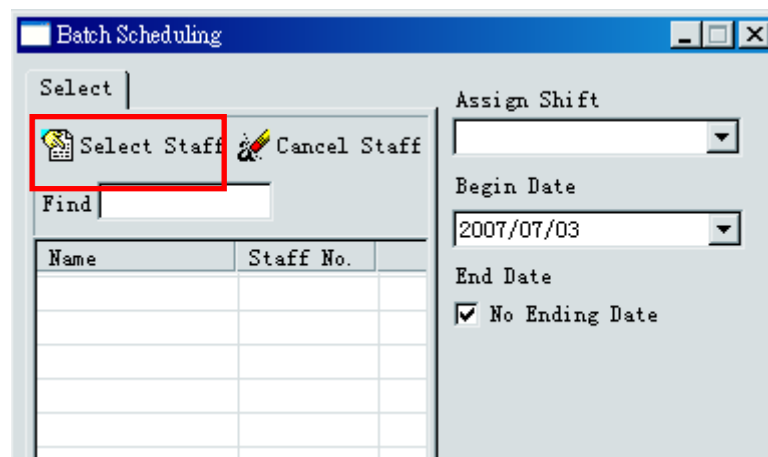 Batch Scheduling
Select
Select Staff Cancel Staff
Find
Name Staff No.
Assign Shift
Begin Date
2007/07/03
End Date
No Ending Date